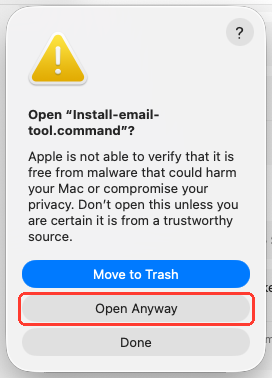 ?
Open “Install-email-
tool.command”?
Apple is not able to verify that it is
free from malware that could harm
your Mac or compromise your
privacy. Don’t open this unless you
are certain it is from a trustworthy
source.
Move to Trash
Open Anyway
Done